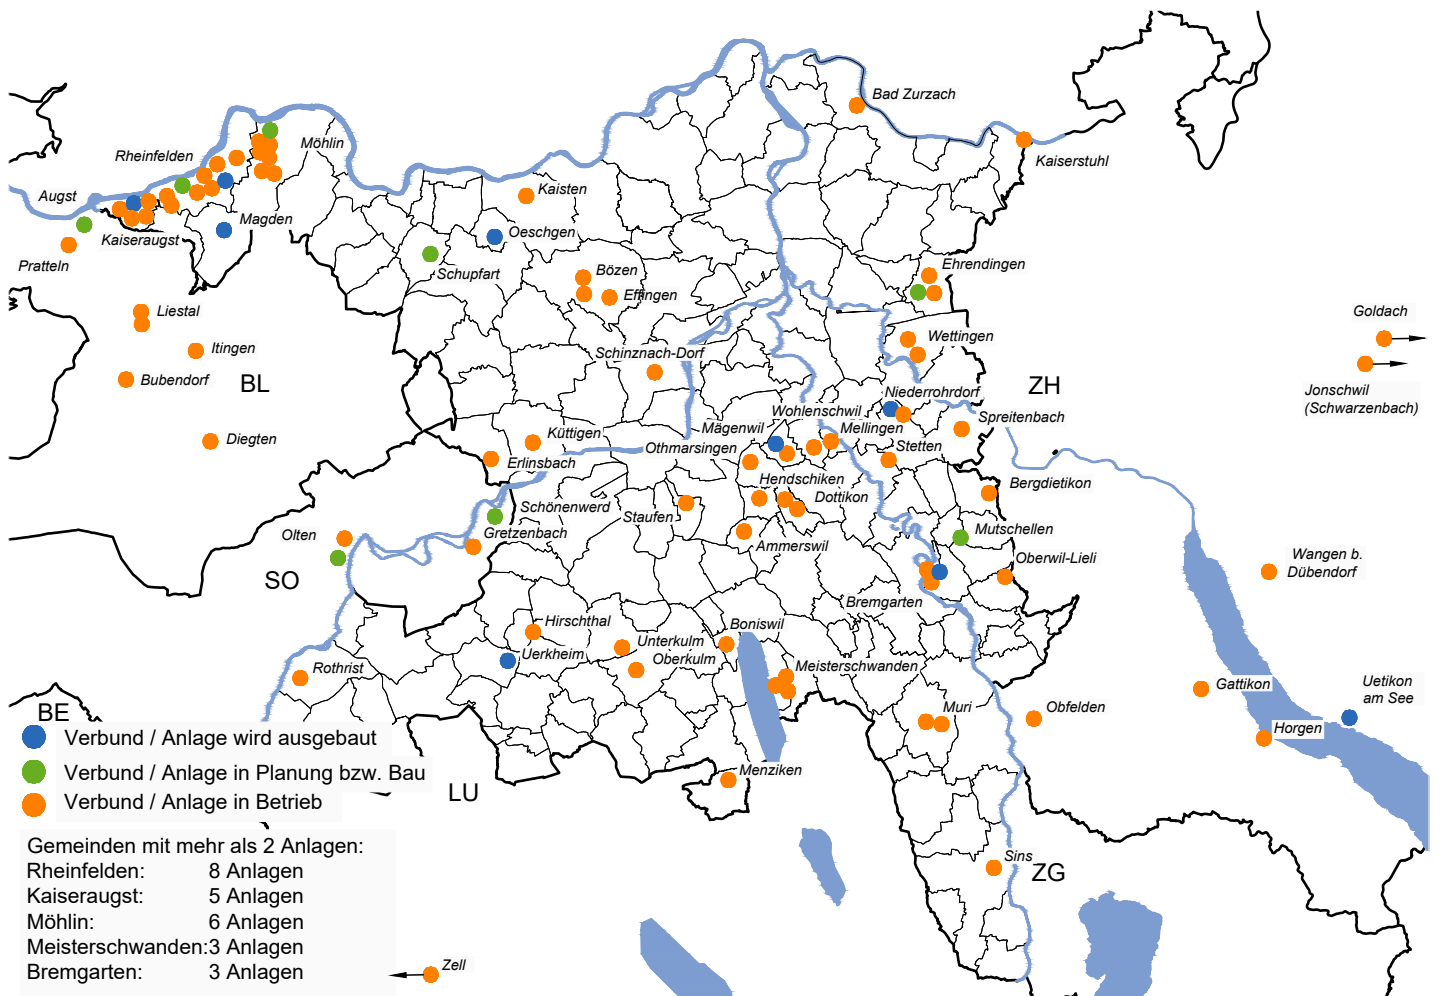 Bad Zurzach
Möhlin
Rheinfelden
Kaiserstuhl
Kaisten
Augst
Magden
Oeschgen
Kaiseraugst
Pratteln
Schupfart
Bözen
Ehrendingen
Effingen
Liestal
Goldach
Wettingen
Itingen
Schinznach-Dorf
Bubendorf
BL
ZH
Jonschwil
(Schwarzenbach)
Niederrohrdorf
Wohlenschwil
Spreitenbach
Mägenwil
Mellingen
Diegten
Küttigen
Othmarsingen
Stetten
Erlinsbach
Hendschiken
Bergdietikon
Dottikon
Schönenwerd
Staufen
Gretzenbach
Mutschellen
Olten
Ammerswil
Oberwil-Lieli
Wangen b.
Dübendorf
SO
Bremgarten
Hirschthal
Boniswil
Unterkulm
Uerkheim
Oberkulm
Meisterschwanden
Rothrist
Gattikon
Uetikon
am See
Muri
Obfelden
BE
Horgen
Verbund / Anlage wird ausgebaut
Verbund / Anlage in Planung bzw. Bau
Verbund / Anlage in Betrieb
Menziken
LU
Gemeinden mit mehr als 2 Anlagen:
Rheinfelden: 8 Anlagen
Kaiseraugst: 5 Anlagen
Möhlin: 6 Anlagen
Meisterschwanden:3 Anlagen
Bremgarten: 3 Anlagen
Sins
ZG
Zell